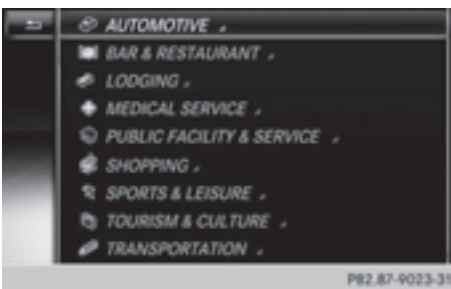 AUTOMOTIVE
BAR & RESTAURANT
LODGING
MEDICAL SERVICE
PUBLIC FACILITY & SERVICE
SHOPPING
SPORTS & LEISURE
TOURISM & CULTURE
TRANSPORTATION
P82.87-9023-31